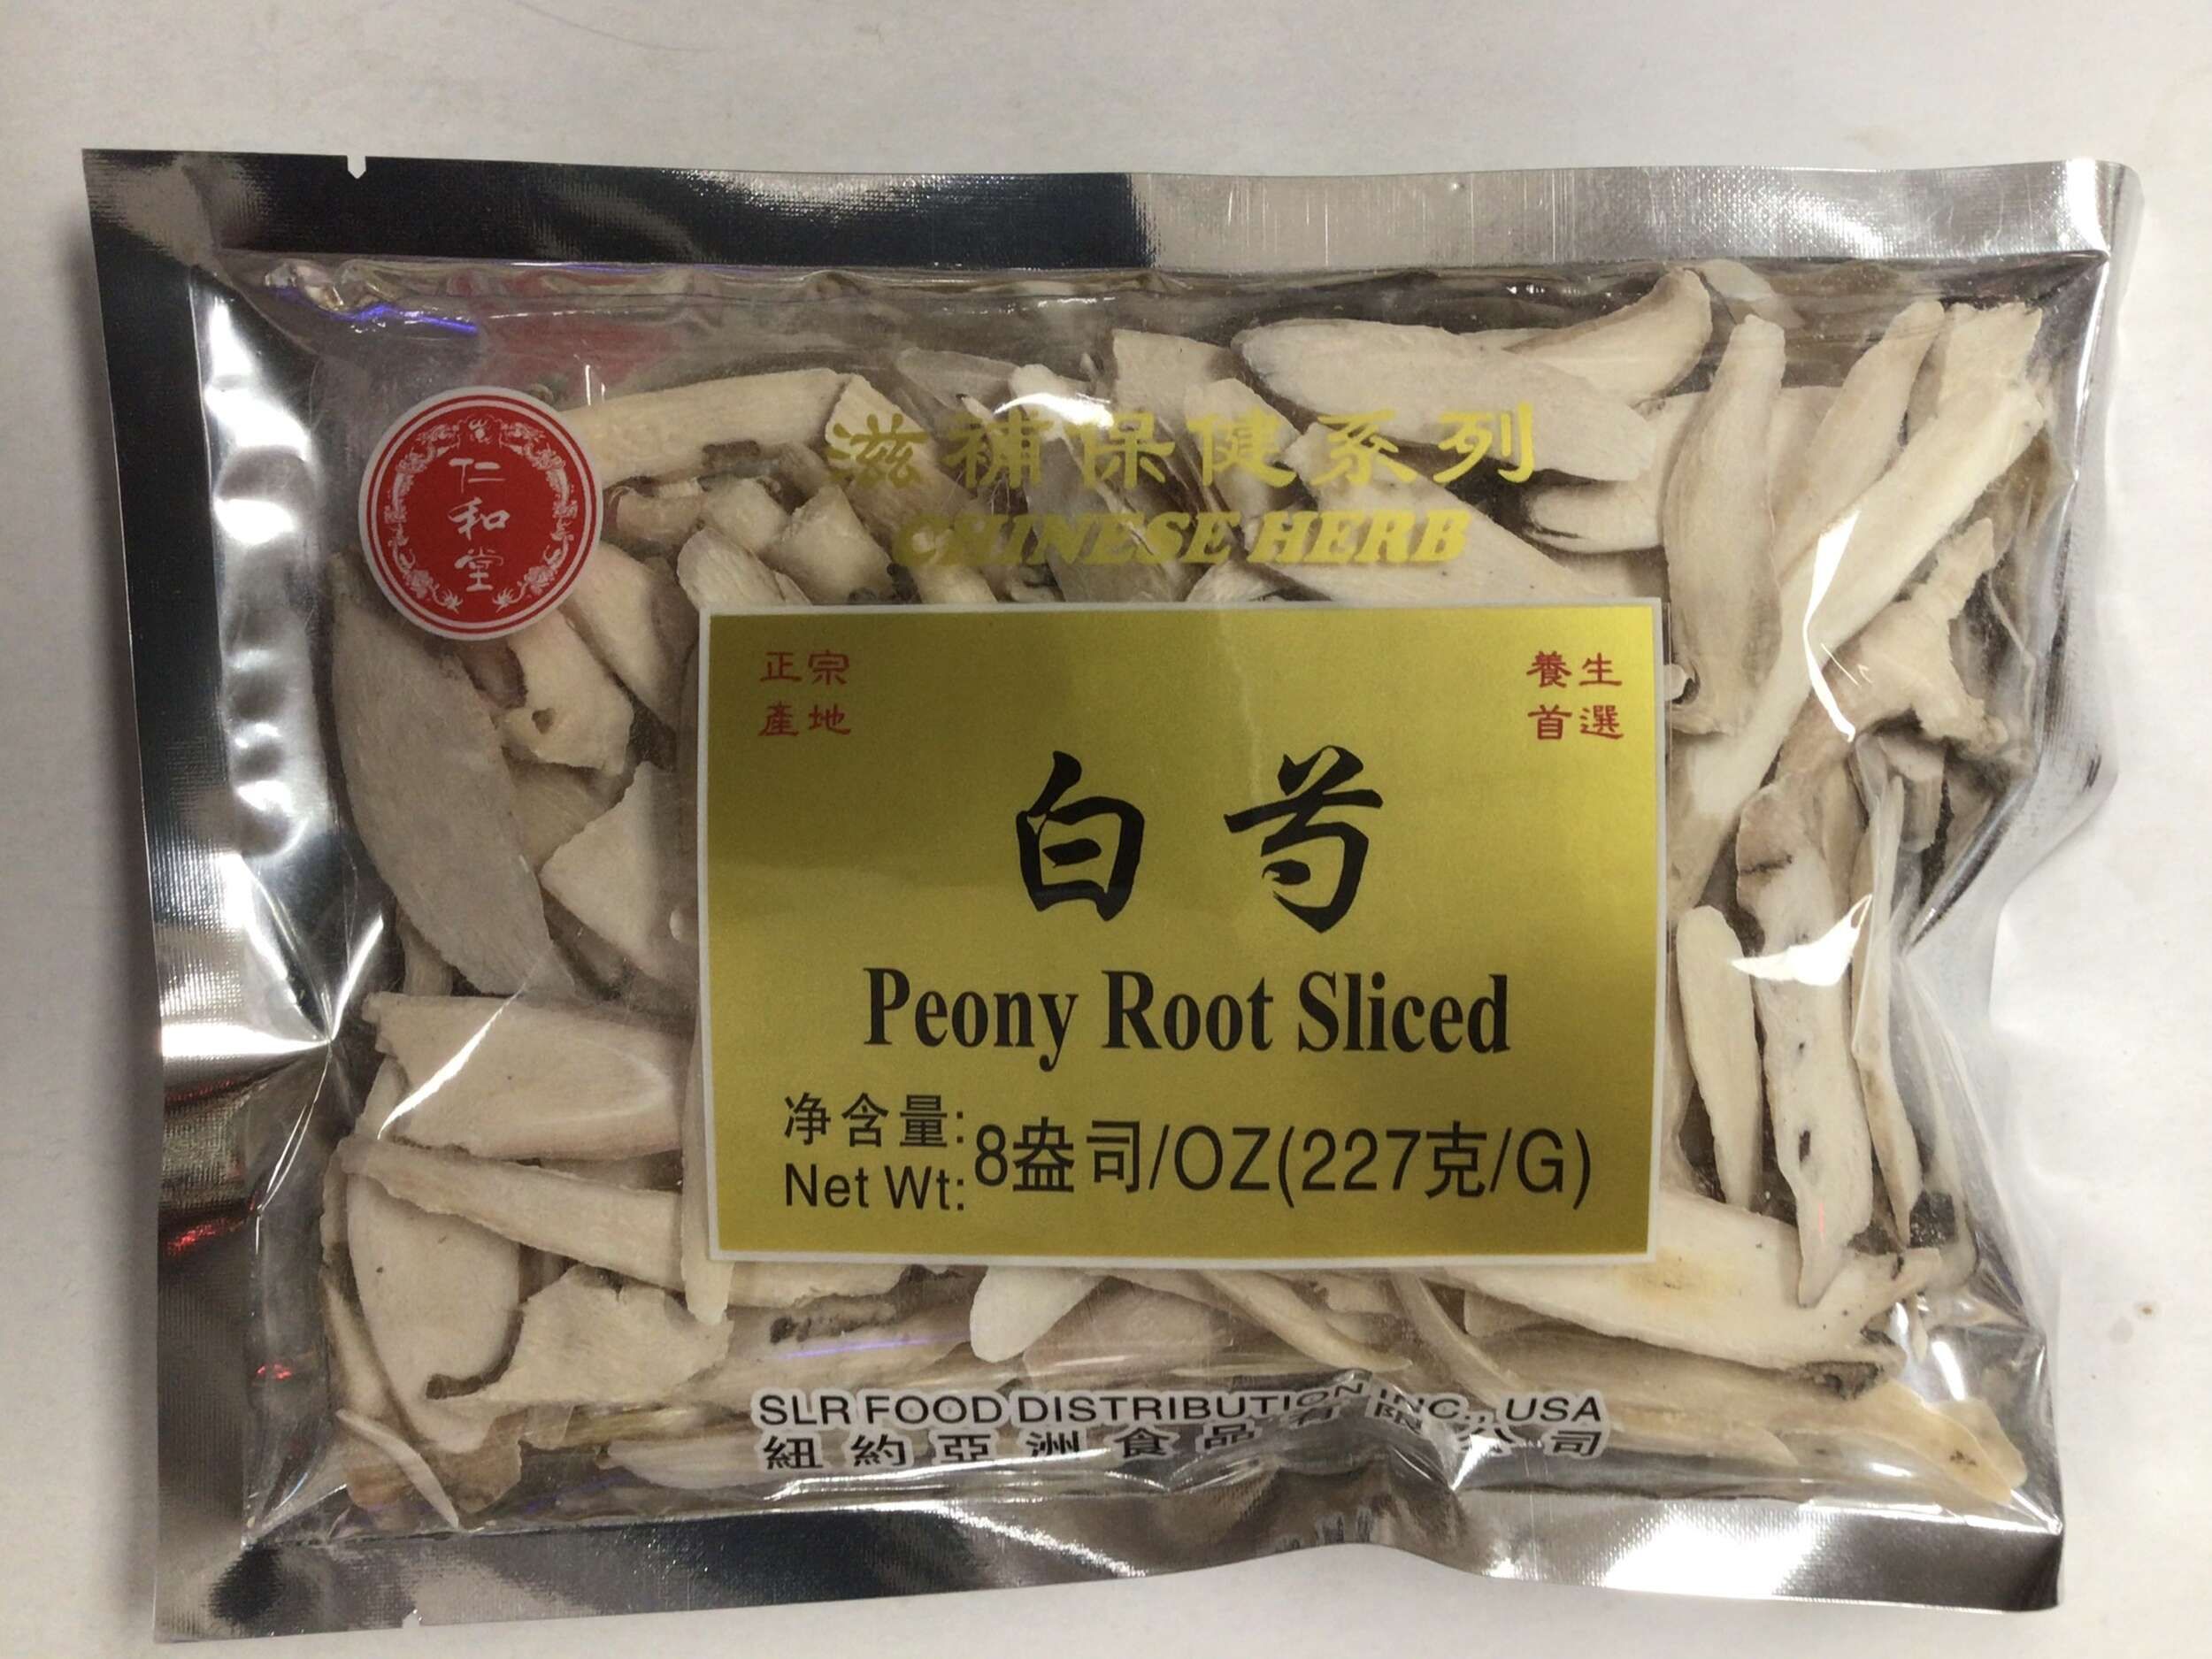 仁和堂
滋補保健系列
CHINESE HERB
正宗
產地
養生
首選
白芍
Peony Root Sliced
净含量:
Net Wt:
8盎司/OZ(227克/G)
SLR FOOD DISTRIBUTION INC., USA
紐約亞洲食品有限公司